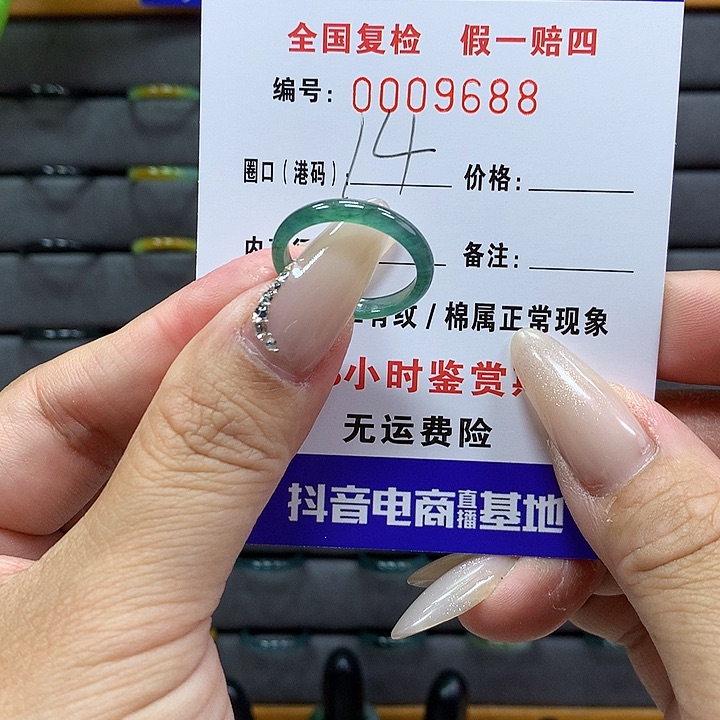 全国复检 假一赔四
编号: 0009688
圈口(港码): 14 价格:
内 备注:
有纹/棉属正常现象
小时鉴赏
无运费险
抖音电商直播基地